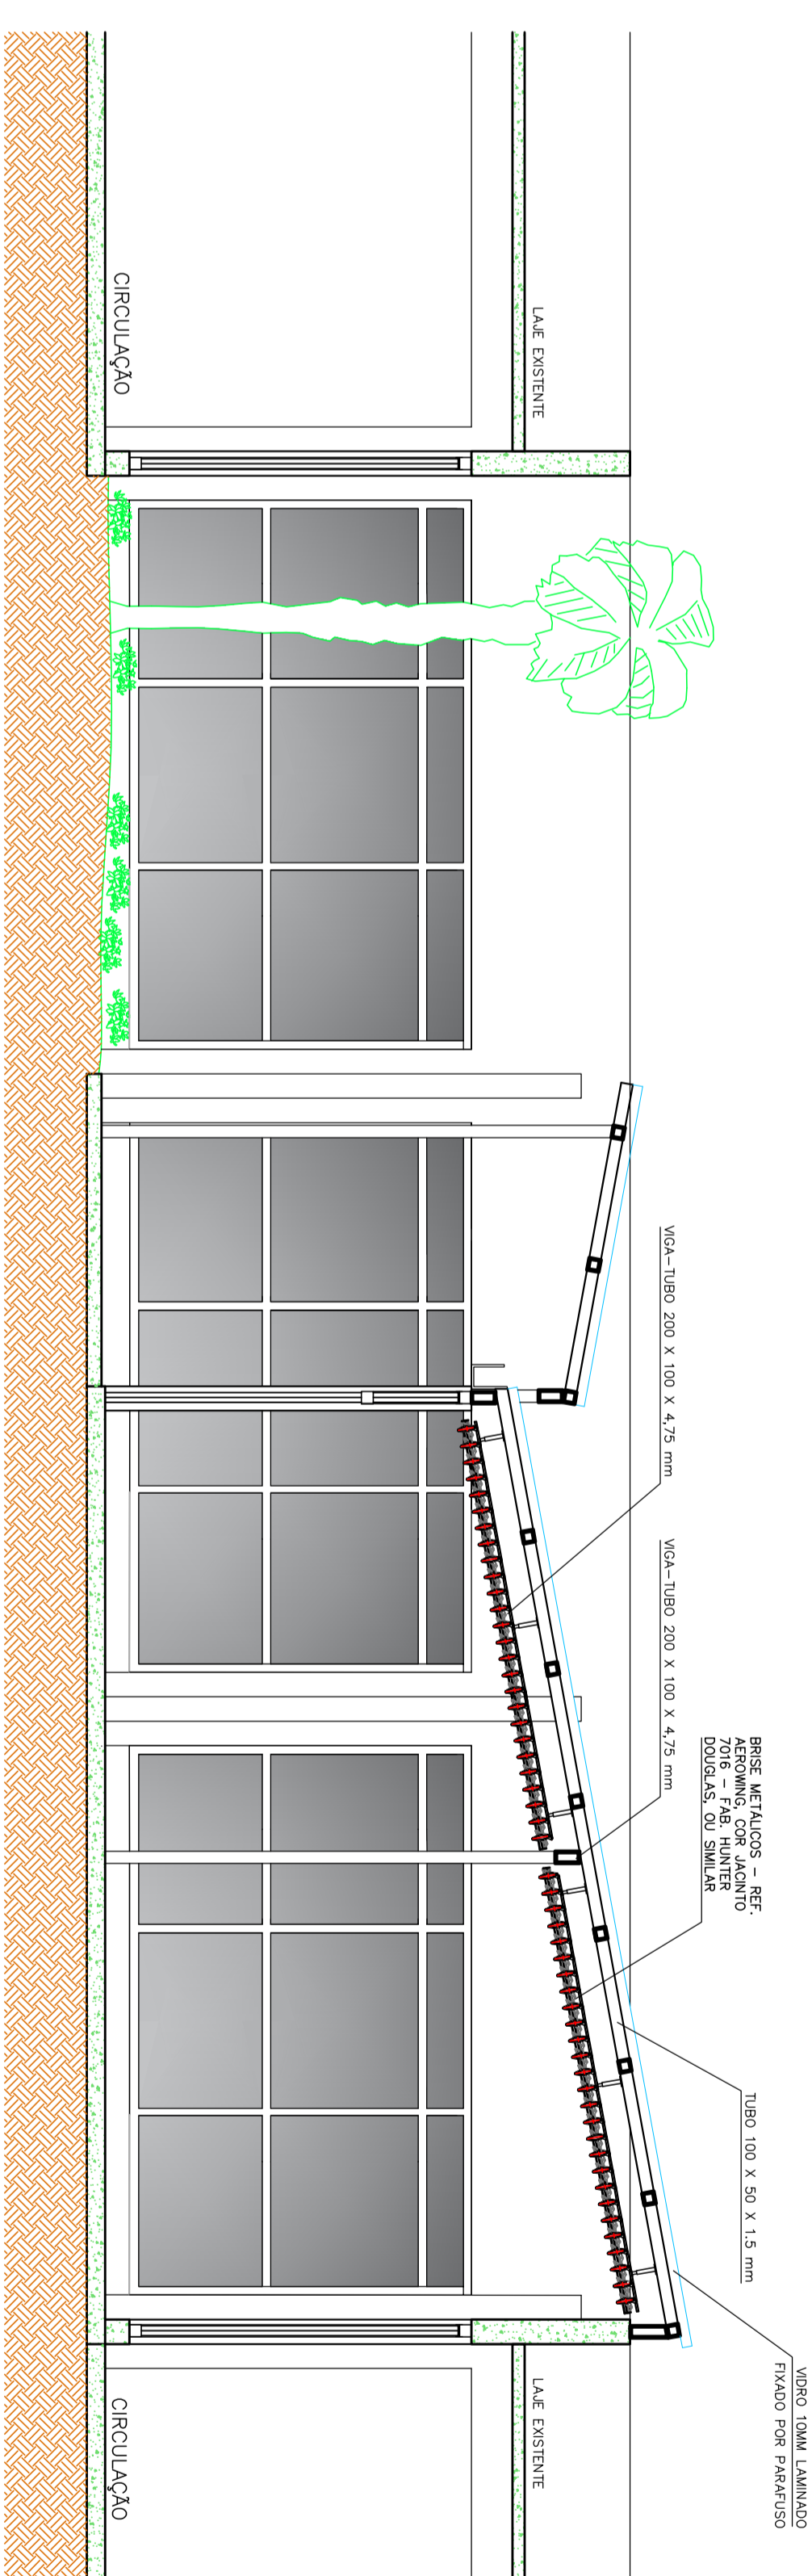 CIRCULAÇÃO
LAJE EXISTENTE
VIGA-TUBO 200 X 100 X 4,75 mm
VIGA-TUBO 200 X 100 X 4,75 mm
BRISE METÁLICOS - REF.
AEROWING, COR JACINTO
7016 - FAB. HUNTER
DOUGLAS, OU SIMILAR
TUBO 100 X 50 X 1.5 mm
VIDRO 10MM LAMINADO
FIXADO POR PARAFUSO
LAJE EXISTENTE
CIRCULAÇÃO